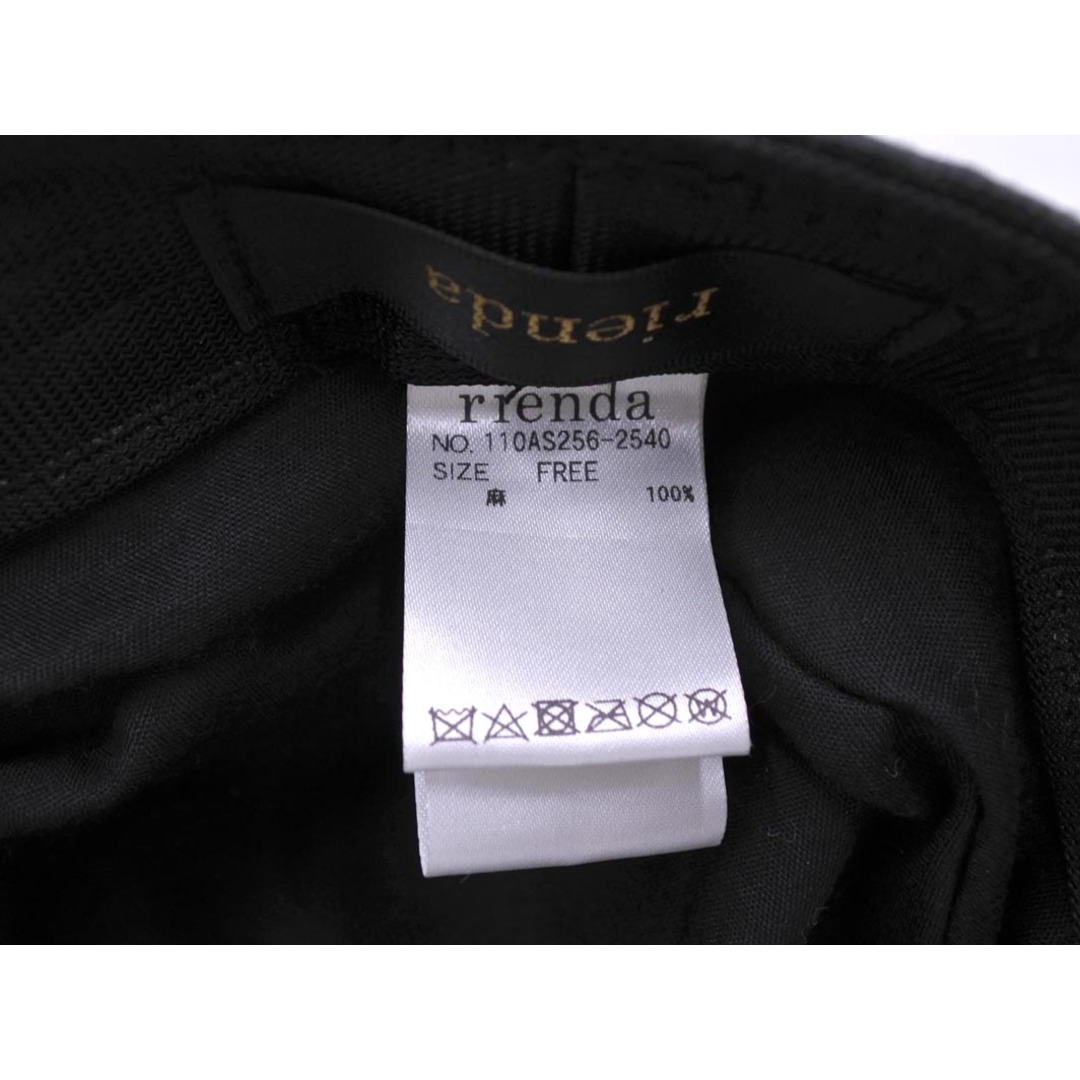 rienda
rienda
NO. 110AS256-2540
SIZE FREE
麻 100%
W